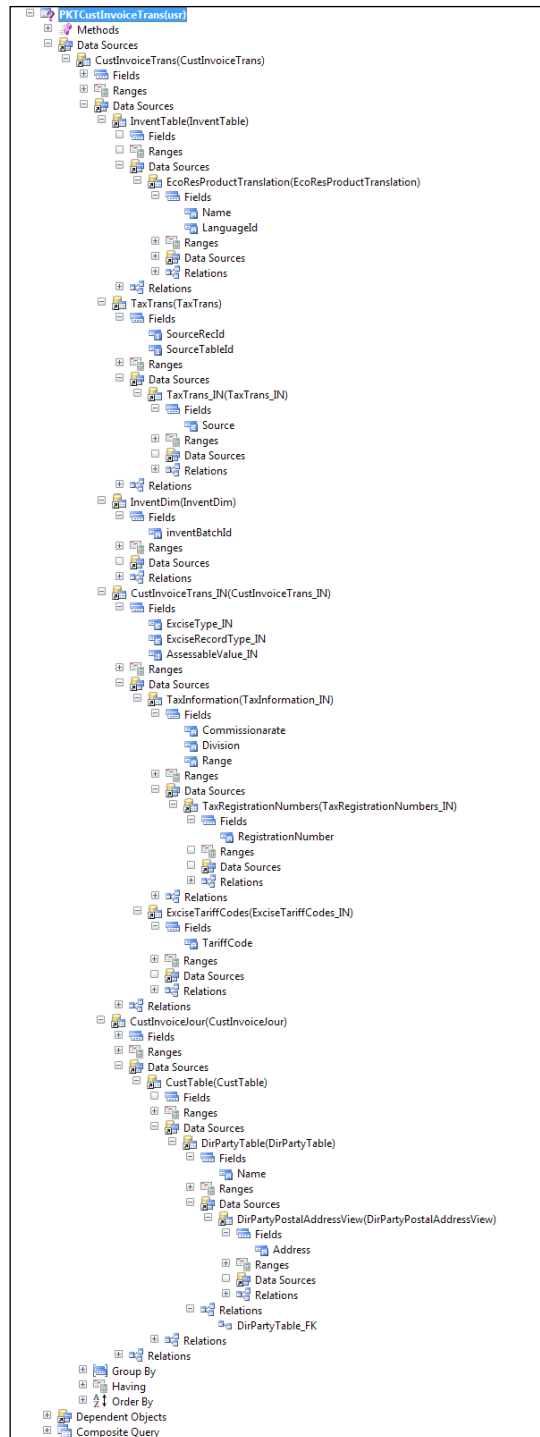 PKTCustInvoiceTrans(usr)
Methods
Data Sources
CustInvoiceTrans(CustInvoiceTrans)
Fields
Ranges
Data Sources
InventTable(InventTable)
Fields
Ranges
Data Sources
EcoResProductTranslation(EcoResProductTranslation)
Fields
Name
LanguageId
Ranges
Data Sources
Relations
Relations
TaxTrans(TaxTrans)
Fields
SourceRecId
SourceTableId
Ranges
Data Sources
TaxTrans_IN(TaxTrans_IN)
Fields
Source
Ranges
Data Sources
Relations
Relations
InventDim(InventDim)
Fields
inventBatchId
Ranges
Data Sources
Relations
CustInvoiceTrans_IN(CustInvoiceTrans_IN)
Fields
ExciseType_IN
ExciseRecordType_IN
AssessableValue_IN
Ranges
Data Sources
TaxInformation(TaxInformation_IN)
Fields
Commissionarate
Division
Range
Ranges
Data Sources
TaxRegistrationNumbers(TaxRegistrationNumbers_IN)
Fields
RegistrationNumber
Ranges
Data Sources
Relations
Relations
ExciseTariffCodes(ExciseTariffCodes_IN)
Fields
TariffCode
Ranges
Data Sources
Relations
Relations
CustInvoiceJour(CustInvoiceJour)
Fields
Ranges
Data Sources
CustTable(CustTable)
Fields
Ranges
Data Sources
DirPartyTable(DirPartyTable)
Fields
Name
Ranges
Data Sources
DirPartyPostalAddressView(DirPartyPostalAddressView)
Fields
Address
Ranges
Data Sources
Relations
Relations
DirPartyTable_FK
Relations
Relations
Group By
Having
Order By
Dependent Objects
Composite Query